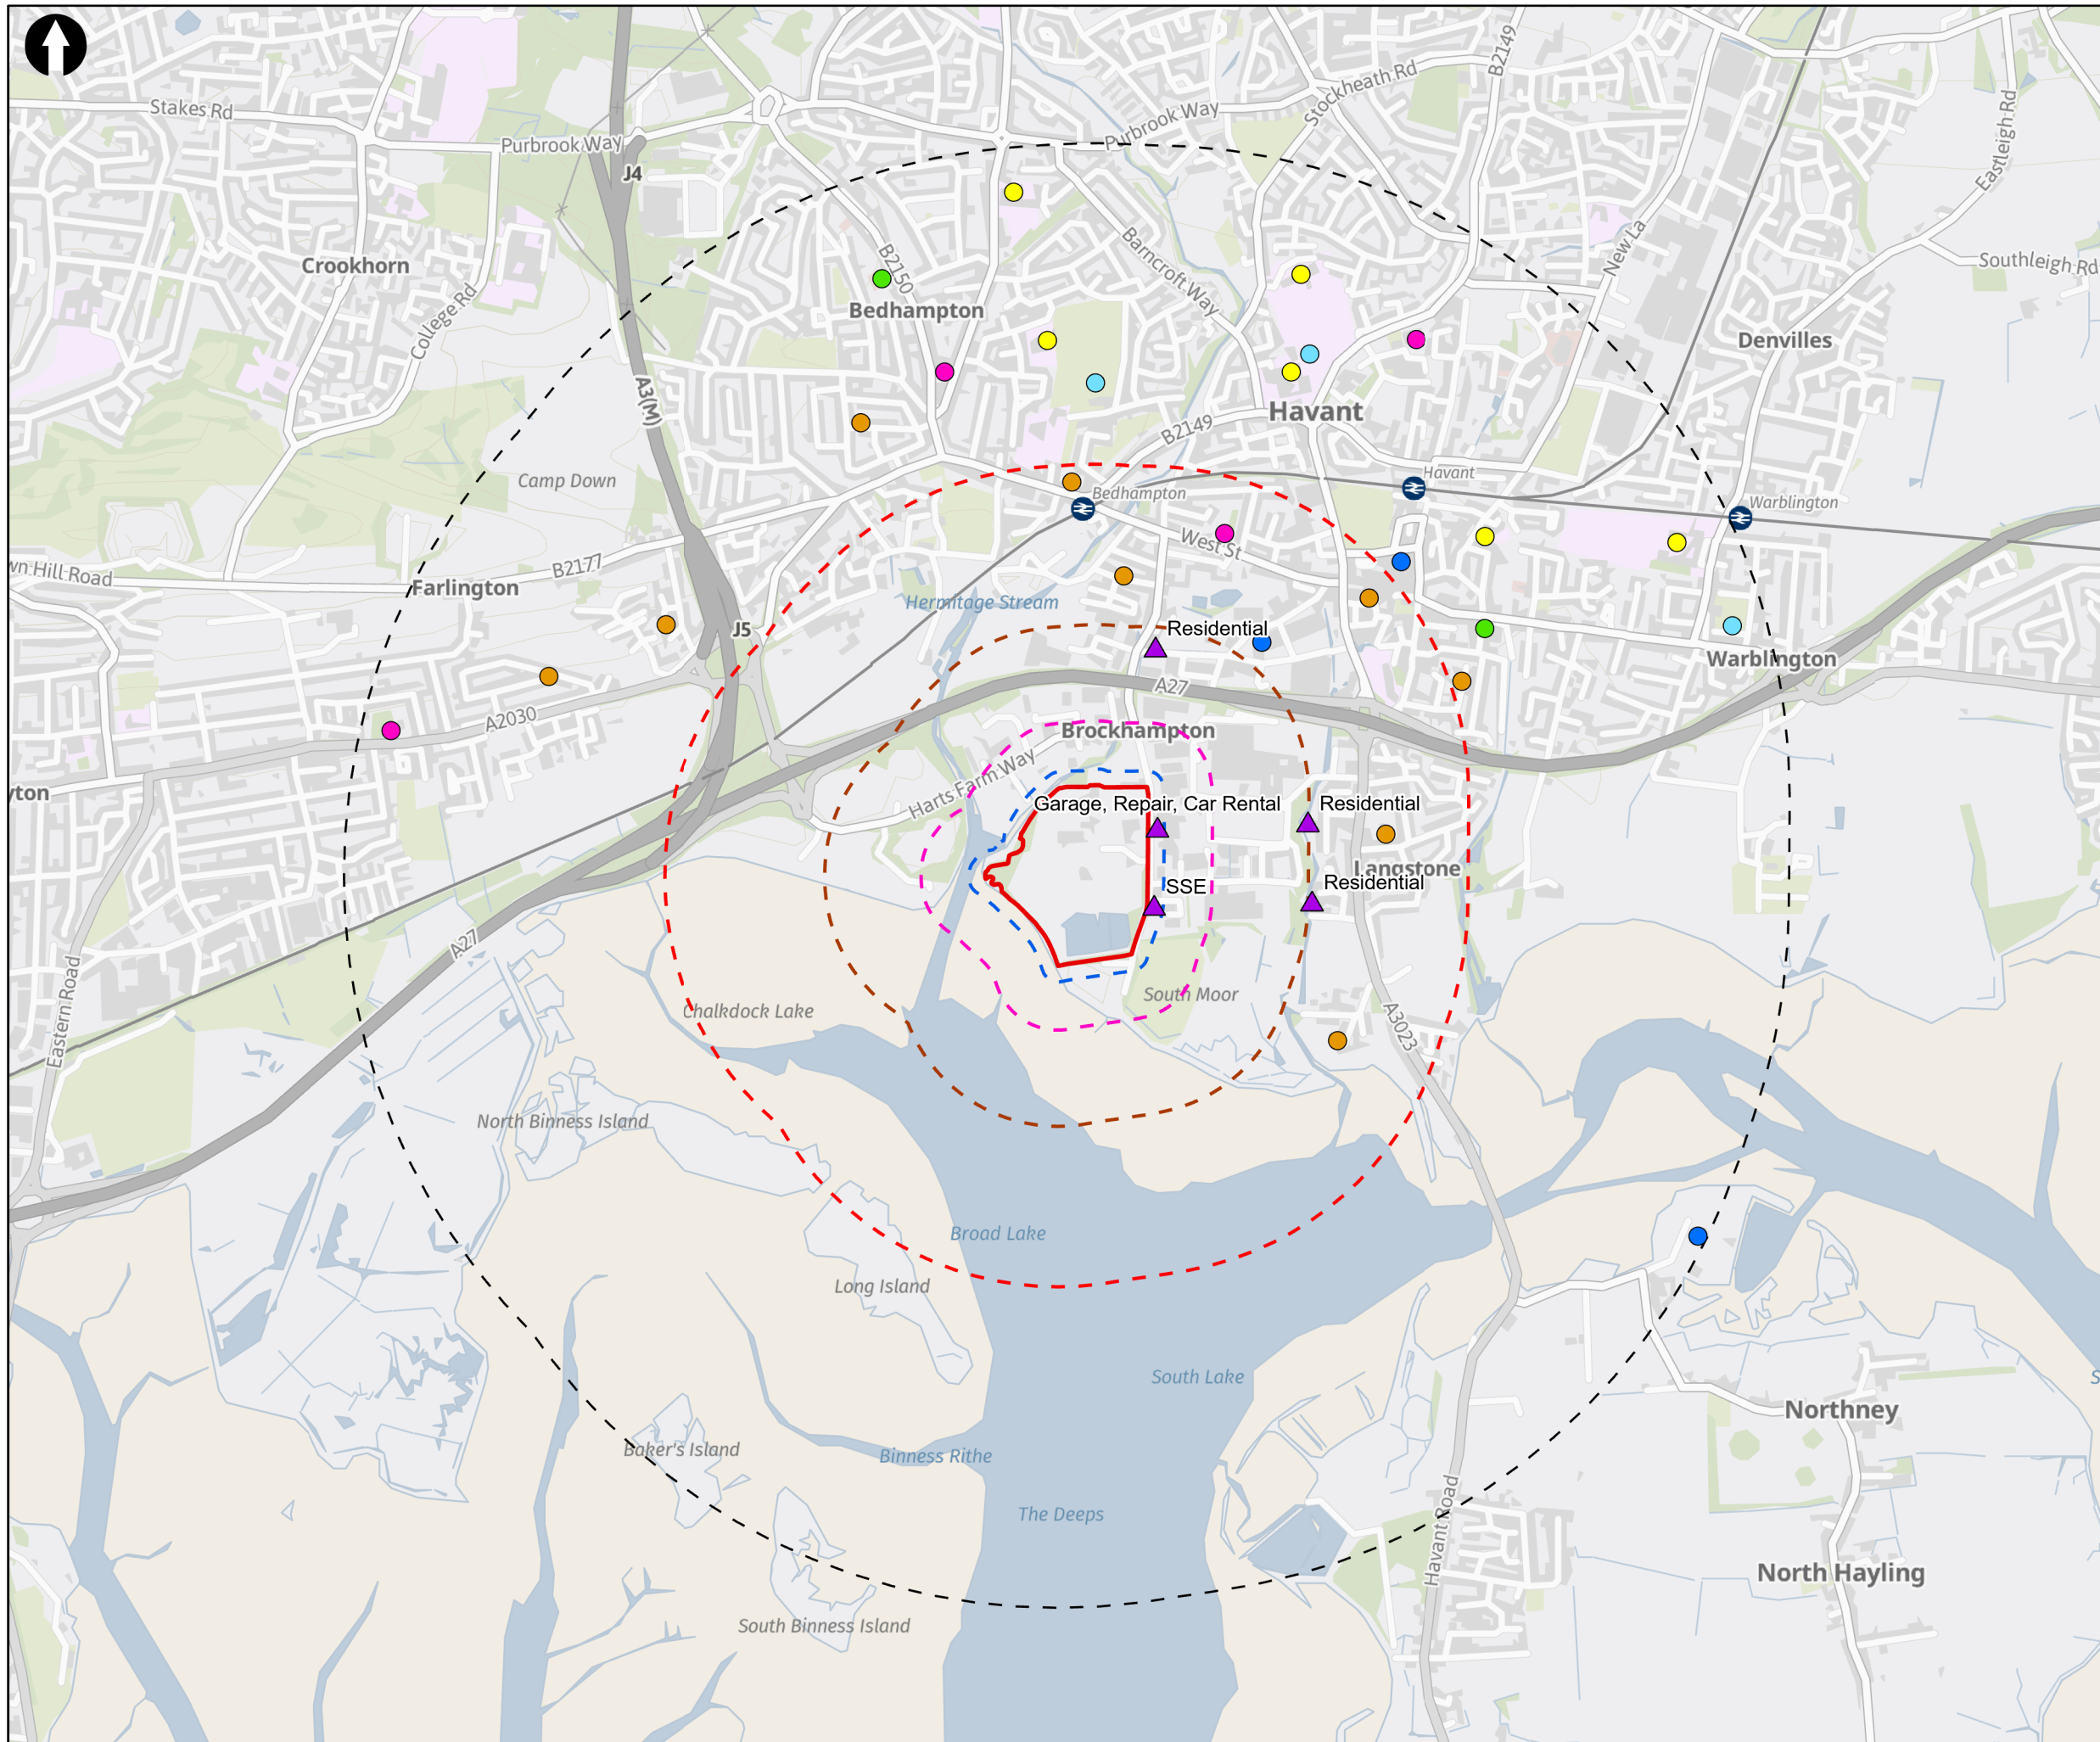 B2149
Stockheath Rd
Stakes Rd
Purbrook Way
Purbrook Way
Eastleigh Rd
J4
New La
Southleigh Rd
Crookhorn
B2150
Barncroft Way
Bedhampton
College Rd
Denvilles
A3(M)
Havant
B2149
Camp Down
Havant
Bedhampton
Warblington
West St
wn Hill Road
B2177
Farlington
Hermitage Stream
J5
Residential
Warblington
A27
A2030
Brockhampton
Harts Farm Way
yton
Garage, Repair, Car Rental
Residential
Langstone
SSE
Residential
A27
South Moor
Eastern Road
Chalkdock Lake
A3023
North Binness Island
Broad Lake
Long Island
South Lake
S
Northney
Baker's Island
Binness Rithe
The Deeps
Havant Road
North Hayling
South Binness Island